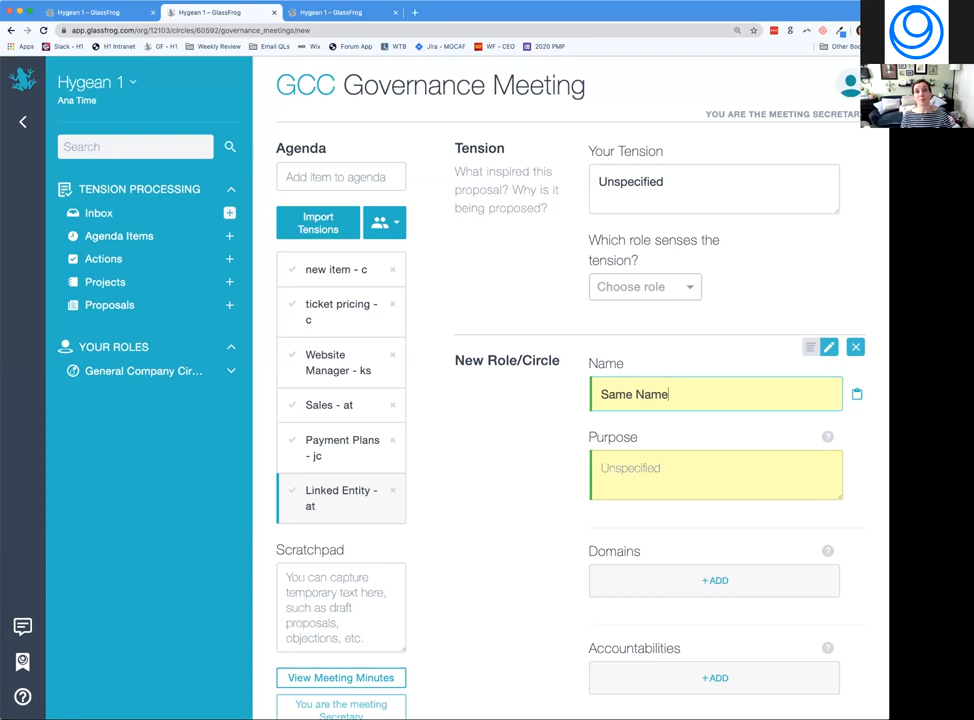 Hygean 1 – GlassFrog
Hygean 1 – GlassFrog
Hygean 1 – GlassFrog
app.glassfrog.com/org/12103/circles/60592/governance_meetings/new
Apps
Slack - H1
H1 Intranet
GF - H1
Weekly Review
Email GLs
Wix
Forum App
WTB
Jira - MOCAF
WF - CEO
2020 PMP
Other Boo
Hygean 1
Ana Time
Search
TENSION PROCESSING
Inbox
Agenda Items
Actions
Projects
Proposals
YOUR ROLES
General Company Cir...
GCC Governance Meeting
YOU ARE THE MEETING SECRETAR
Agenda
Add item to agenda
Import
Tensions
new item - c
ticket pricing -
c
Website
Manager - ks
Sales - at
Payment Plans
- jc
Linked Entity -
at
Scratchpad
You can capture
temporary text here,
such as draft
proposals,
objections, etc.
View Meeting Minutes
You are the meeting
Secretary
Tension
What inspired this
proposal? Why is it
being proposed?
Your Tension
Unspecified
Which role senses the
tension?
Choose role
New Role/Circle
Name
Same Name
Purpose
Unspecified
Domains
+ADD
Accountabilities
+ADD